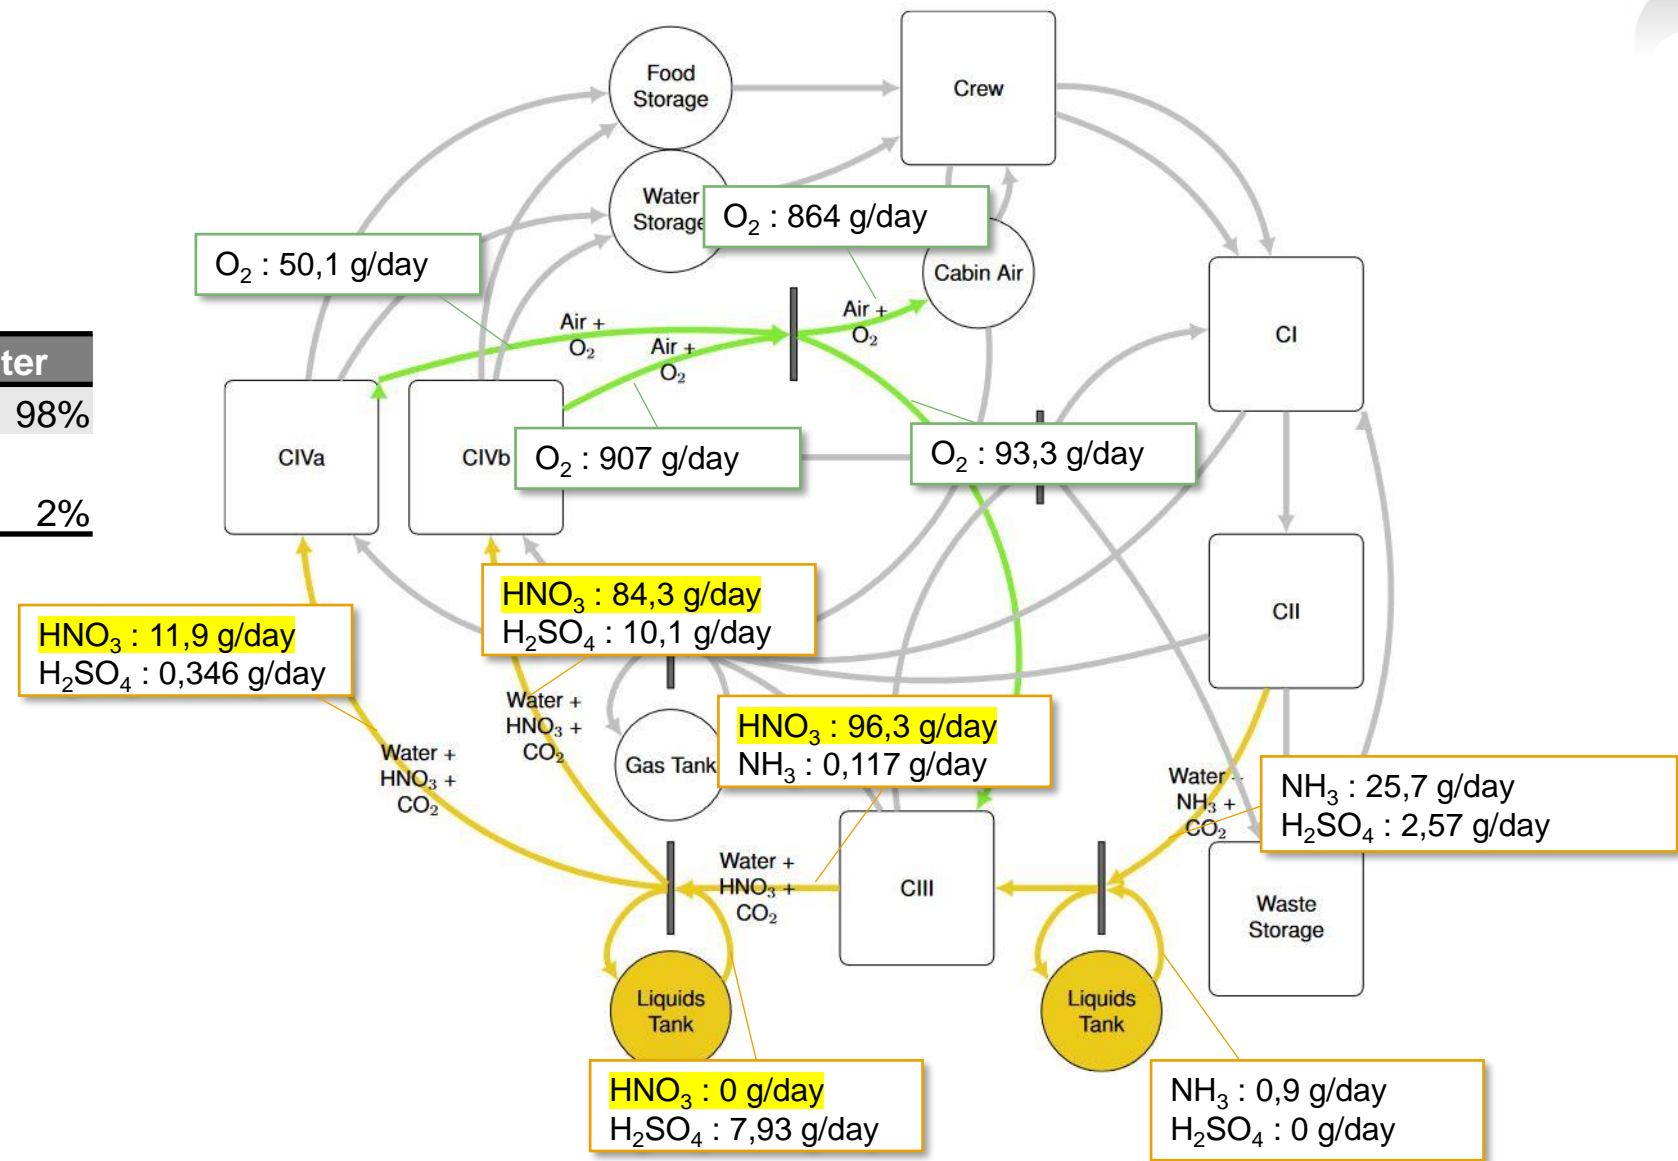 Food
Storage
Crew
Water
Storage
O₂ : 864 g/day
O₂ : 50,1 g/day
Cabin Air
Air +
O₂
Air +
O₂
Air +
O₂
CI
ter
98%
2%
CIVa
CIVb
O₂ : 907 g/day
O₂ : 93,3 g/day
HNO₃ : 84,3 g/day
H₂SO₄ : 10,1 g/day
HNO₃ : 11,9 g/day
H₂SO₄ : 0,346 g/day
CII
Water +
HNO₃ +
CO₂
Water +
HNO₃ +
CO₂
Gas Tank
HNO₃ : 96,3 g/day
NH₃ : 0,117 g/day
Water +
NH₃ +
CO₂
NH₃ : 25,7 g/day
H₂SO₄ : 2,57 g/day
Water +
HNO₃ +
CO₂
CIII
Waste
Storage
Liquids
Tank
Liquids
Tank
HNO₃ : 0 g/day
H₂SO₄ : 7,93 g/day
NH₃ : 0,9 g/day
H₂SO₄ : 0 g/day